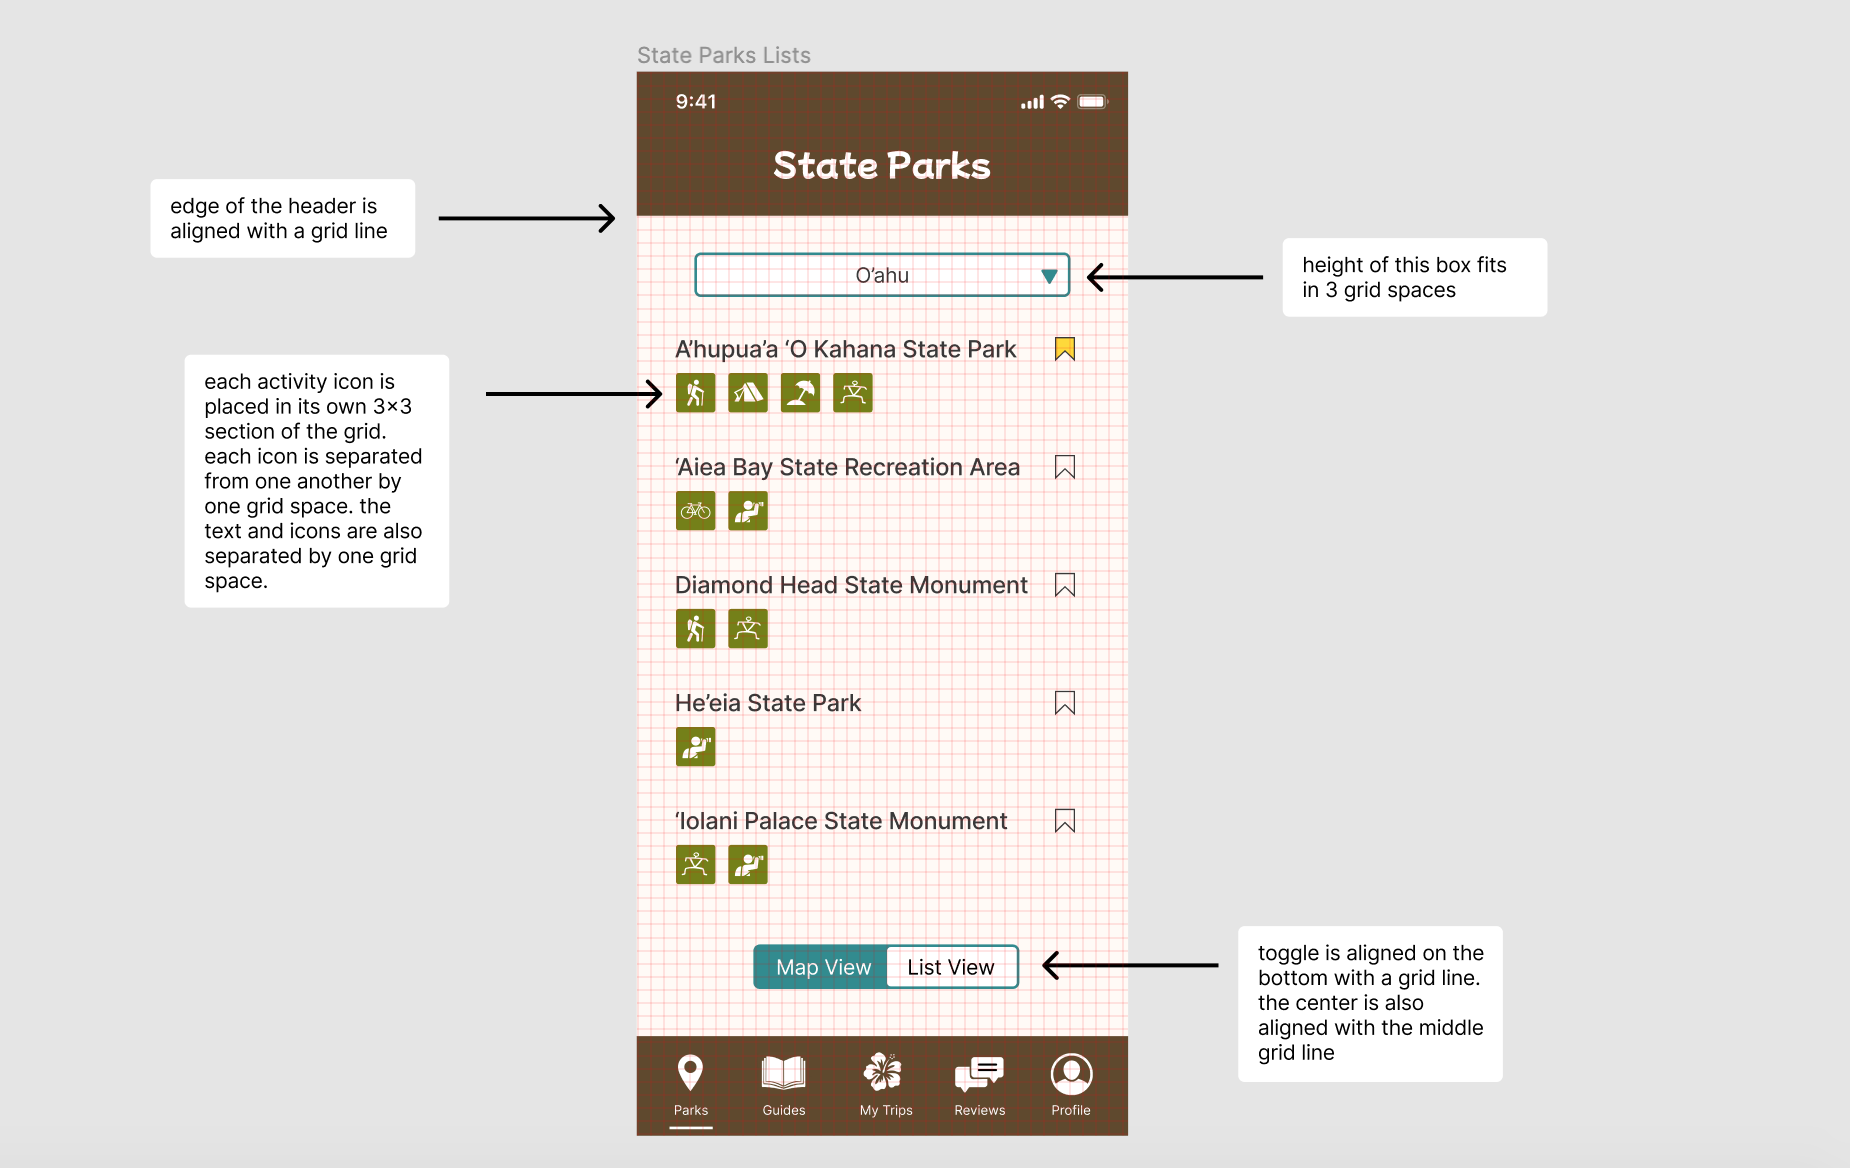 State Parks Lists
9:41
State Parks
edge of the header is
aligned with a grid line
O’ahu
height of this box fits
in 3 grid spaces
A’hupua’a ‘O Kahana State Park
each activity icon is
placed in its own 3×3
section of the grid.
each icon is separated
from one another by
one grid space. the
text and icons are also
separated by one grid
space.
‘Aiea Bay State Recreation Area
Diamond Head State Monument
He’eia State Park
‘Iolani Palace State Monument
Map View List View
toggle is aligned on the
bottom with a grid line.
the center is also
aligned with the middle
grid line
Parks Guides My Trips Reviews Profile